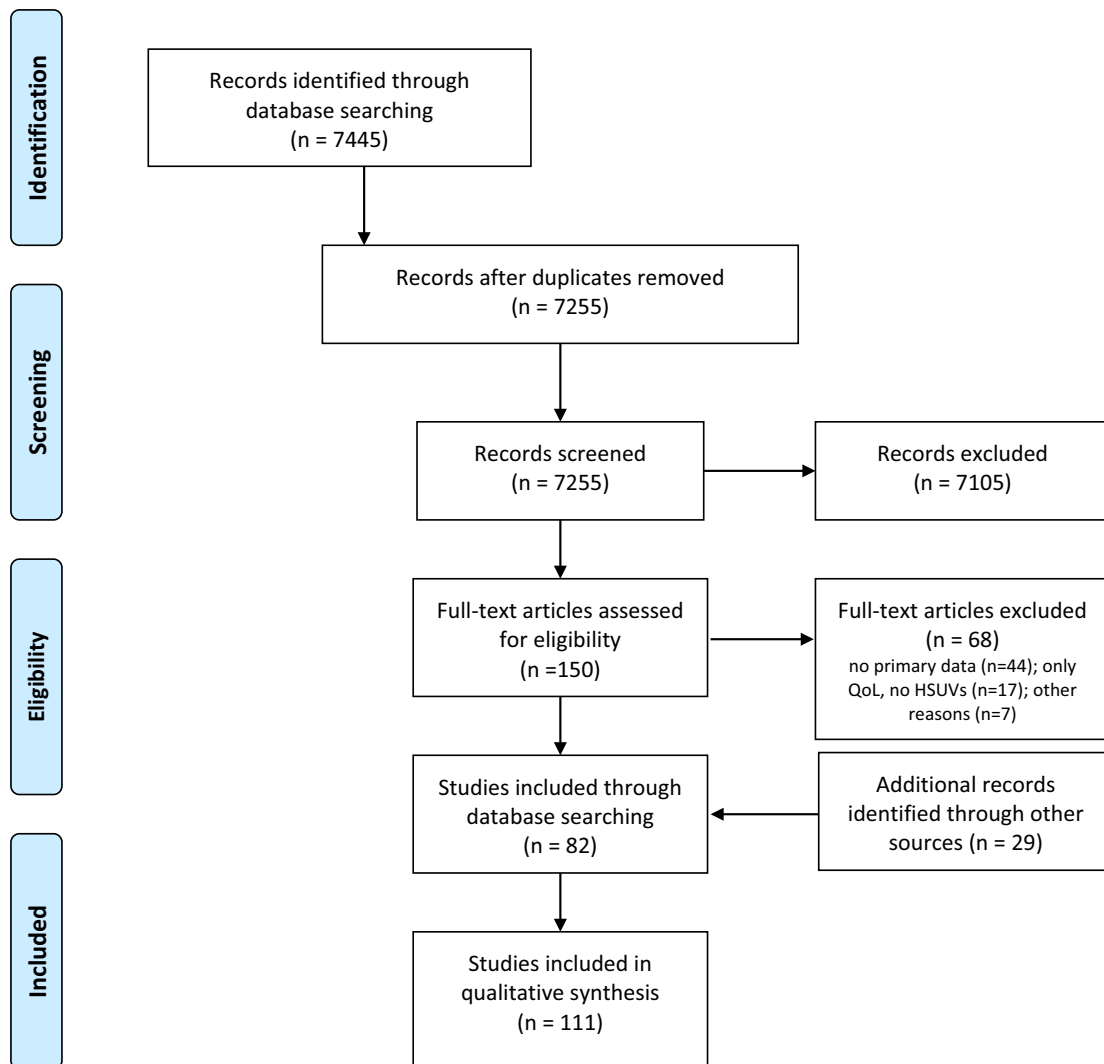 Identification
Records identified through
database searching
(n = 7445)
Records after duplicates removed
(n = 7255)
Screening
Records screened
(n = 7255)
Records excluded
(n = 7105)
Eligibility
Full-text articles assessed
for eligibility
(n =150)
Full-text articles excluded
(n = 68)
no primary data (n=44); only
QoL, no HSUVs (n=17); other
reasons (n=7)
Studies included through
database searching
(n = 82)
Additional records
identified through other
sources (n = 29)
Included
Studies included in
qualitative synthesis
(n = 111)